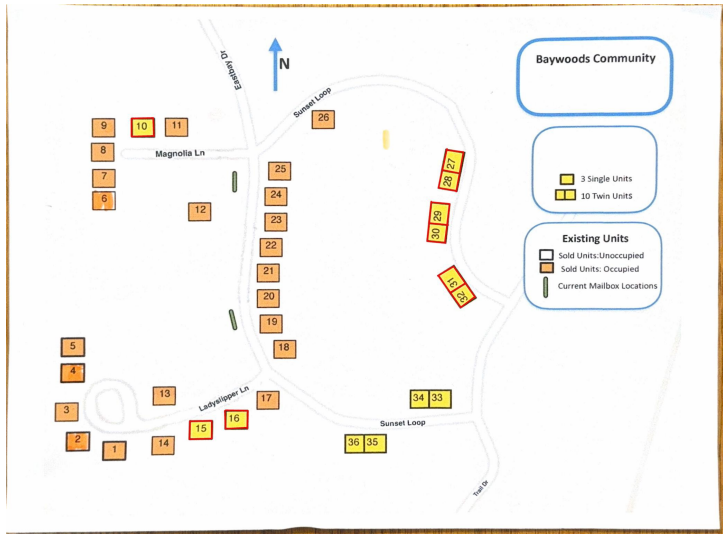 Baywoods Community
3 Single Units
10 Twin Units
Existing Units
Sold Units:Unoccupied
Sold Units: Occupied
Current Mailbox Locations
N
Eastbay Dr
Sunset Loop
26
9
10
11
Magnolia Ln
8
7
6
12
25
24
23
22
21
20
19
18
27
28
29
30
31
32
5
4
3
2
1
13
14
Ladyslipper Ln
15
16
17
34 33
Sunset Loop
36 35
Trail Dr